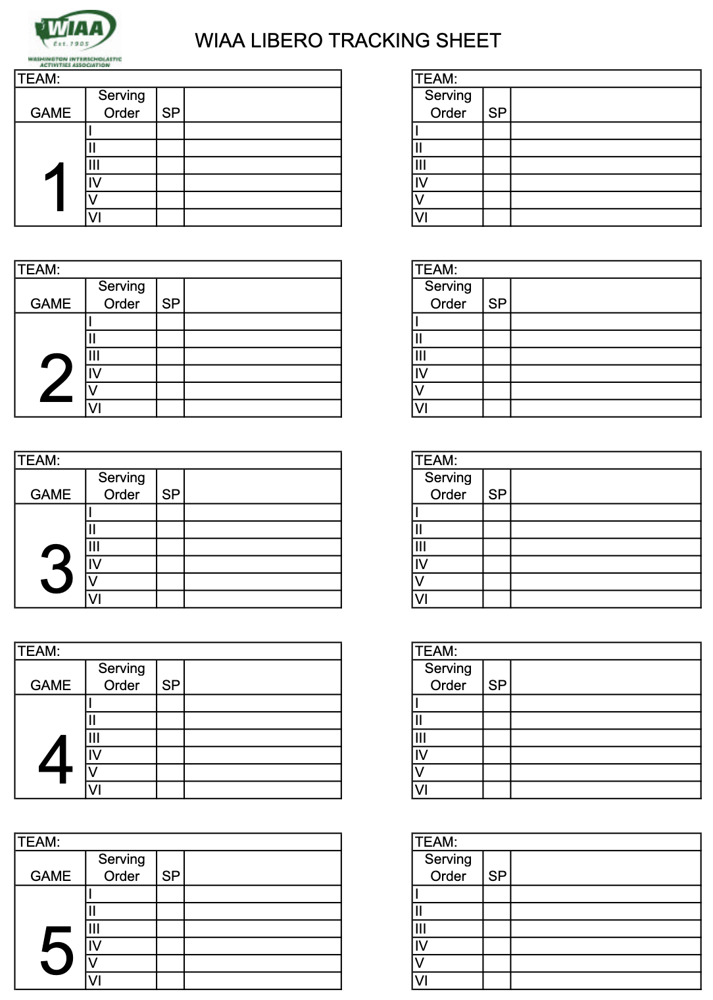 WIAA
Est. 1905
WASHINGTON INTERSCHOLASTIC
ACTIVITIES ASSOCIATION
WIAA LIBERO TRACKING SHEET
TEAM:
GAME Serving Order SP
1
I
II
III
IV
V
VI
TEAM:
Serving Order SP
I
II
III
IV
V
VI
TEAM:
GAME Serving Order SP
2
I
II
III
IV
V
VI
TEAM:
Serving Order SP
I
II
III
IV
V
VI
TEAM:
GAME Serving Order SP
3
I
II
III
IV
V
VI
TEAM:
Serving Order SP
I
II
III
IV
V
VI
TEAM:
GAME Serving Order SP
4
I
II
III
IV
V
VI
TEAM:
Serving Order SP
I
II
III
IV
V
VI
TEAM:
GAME Serving Order SP
5
I
II
III
IV
V
VI
TEAM:
Serving Order SP
I
II
III
IV
V
VI